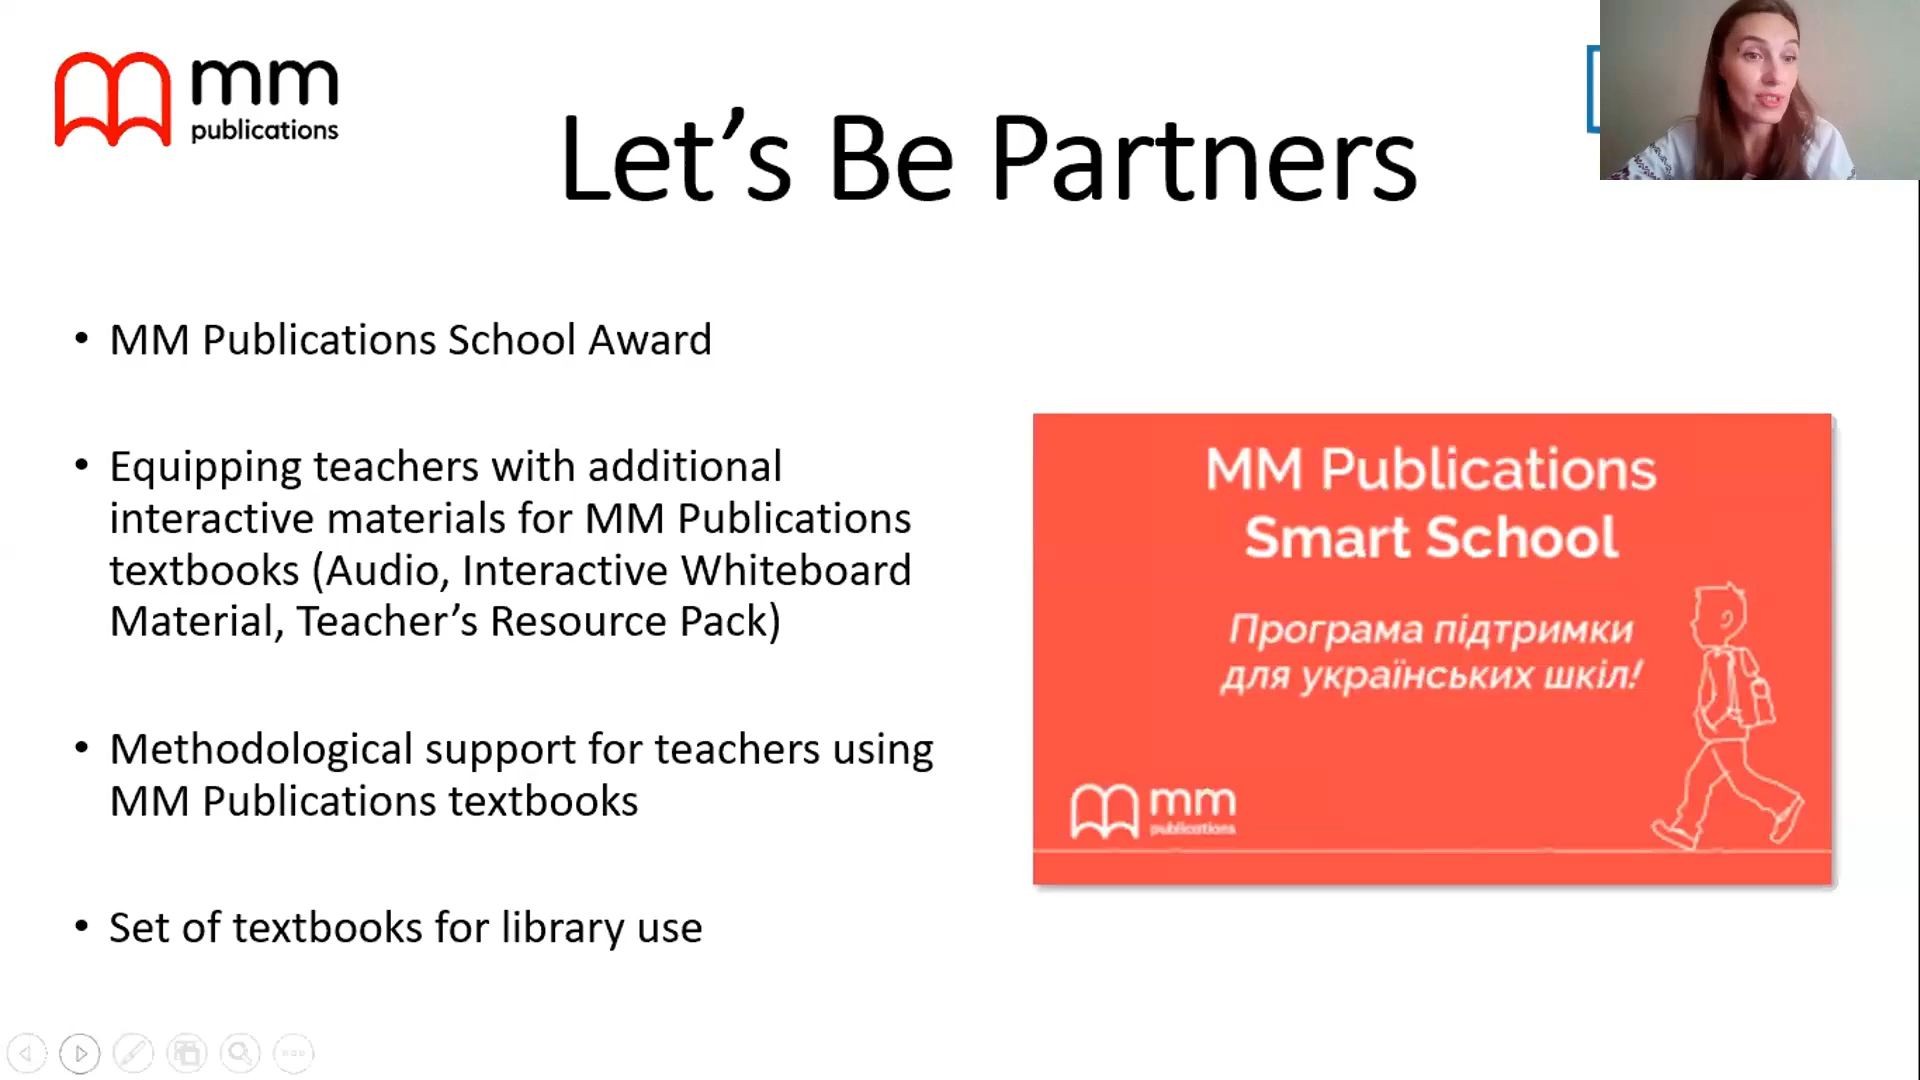 mm
publications
Let’s Be Partners
• MM Publications School Award
• Equipping teachers with additional
interactive materials for MM Publications
textbooks (Audio, Interactive Whiteboard
Material, Teacher’s Resource Pack)
• Methodological support for teachers using
MM Publications textbooks
• Set of textbooks for library use
MM Publications
Smart School
Програма підтримки
для українських шкіл!
mm
publications